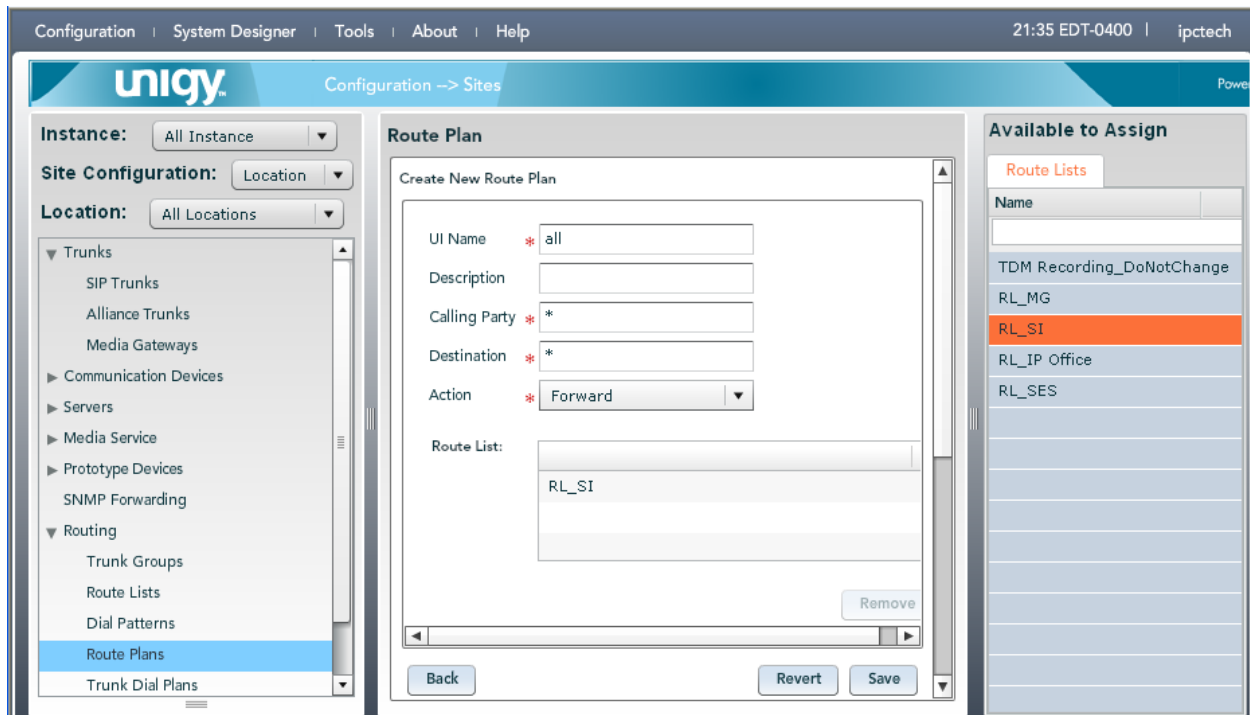 Configuration | System Designer | Tools | About | Help 21:35 EDT-0400 | ipctech
unigy™ Configuration --> Sites Power
Instance: All Instance
Site Configuration: Location
Location: All Locations
Trunks
SIP Trunks
Alliance Trunks
Media Gateways
Communication Devices
Servers
Media Service
Prototype Devices
SNMP Forwarding
Routing
Trunk Groups
Route Lists
Dial Patterns
Route Plans
Trunk Dial Plans
Route Plan
Create New Route Plan
UI Name * all
Description
Calling Party * *
Destination * *
Action * Forward
Route List:
RL_SI
Remove
Back Revert Save
Available to Assign
Route Lists
Name
TDM Recording_DoNotChange
RL_MG
RL_SI
RL_IP Office
RL_SES